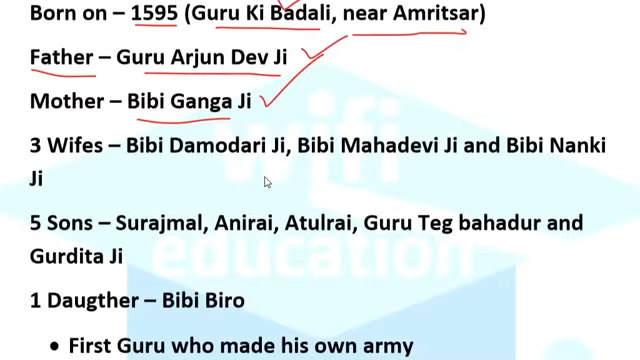 Born on – 1595 (Guru Ki Badali, near Amritsar)
Father – Guru Arjun Dev Ji
Mother – Bibi Ganga Ji
3 Wifes – Bibi Damodari Ji, Bibi Mahadevi Ji and Bibi Nanki
Ji
5 Sons – Surajmal, Anirai, Atulrai, Guru Teg bahadur and
Gurdita Ji
1 Daugther – Bibi Biro
• First Guru who made his own army
wifi
education